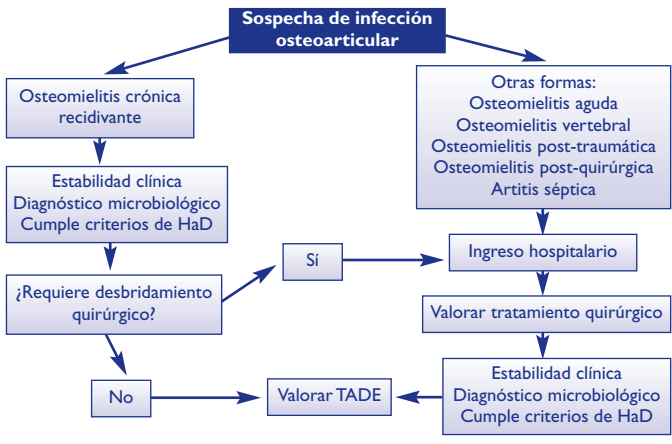 Sospecha de infección
osteoarticular
Osteomielitis crónica
recidivante
Estabilidad clínica
Diagnóstico microbiológico
Cumple criterios de HaD
¿Requiere desbridamiento
quirúrgico?
Sí
No
Otras formas:
Osteomielitis aguda
Osteomielitis vertebral
Osteomielitis post-traumática
Osteomielitis post-quirúrgica
Artitis séptica
Ingreso hospitalario
Valorar tratamiento quirúrgico
Estabilidad clínica
Diagnóstico microbiológico
Cumple criterios de HaD
Valorar TADE